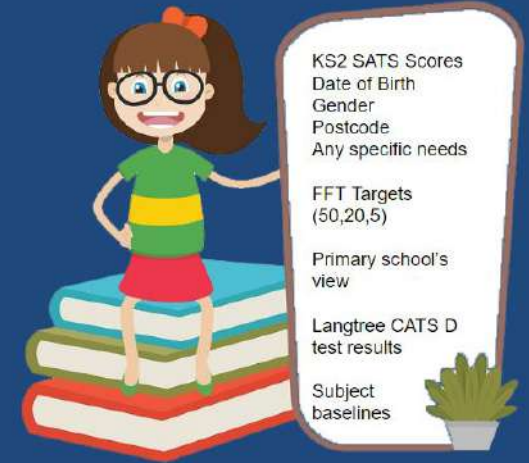 KS2 SATS Scores
Date of Birth
Gender
Postcode
Any specific needs
FFT Targets
(50,20,5)
Primary school's
view
Langtree CATS D
test results
Subject
baselines